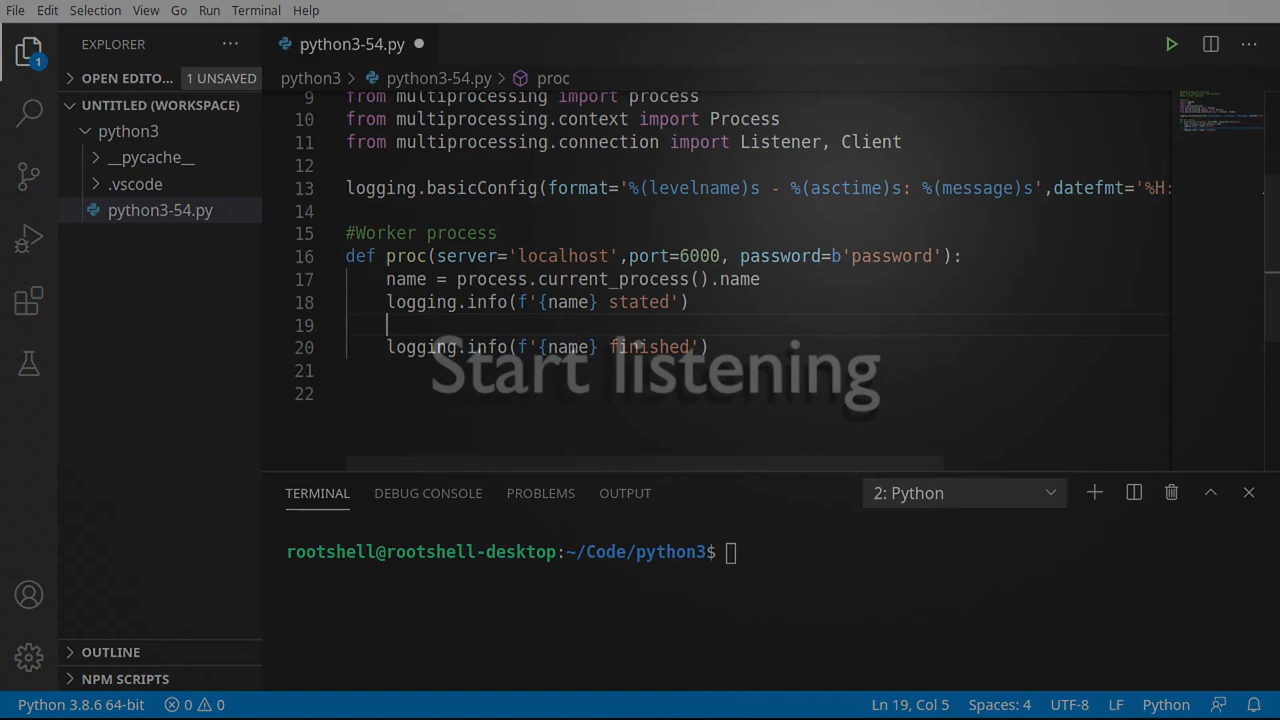 File Edit Selection View Go Run Terminal Help
EXPLORER
python3-54.py
OPEN EDITO... 1 UNSAVED
python3 > python3-54.py > proc
UNTITLED (WORKSPACE)
python3
__pycache__
.vscode
python3-54.py
9 from multiprocessing import process
10 from multiprocessing.context import Process
11 from multiprocessing.connection import Listener, Client
12
13 logging.basicConfig(format='%(levelname)s - %(asctime)s: %(message)s',datefmt='%H:
14
15 #Worker process
16 def proc(server='localhost',port=6000, password=b'password'):
17 name = process.current_process().name
18 logging.info(f'{name} stated')
19
20 logging.info(f'{name} finished')
21
22
Start listening
TERMINAL DEBUG CONSOLE PROBLEMS OUTPUT 2: Python
rootshell@rootshell-desktop:~/Code/python3$
OUTLINE
NPM SCRIPTS
1
Python 3.8.6 64-bit 0 0 Ln 19, Col 5 Spaces: 4 UTF-8 LF Python